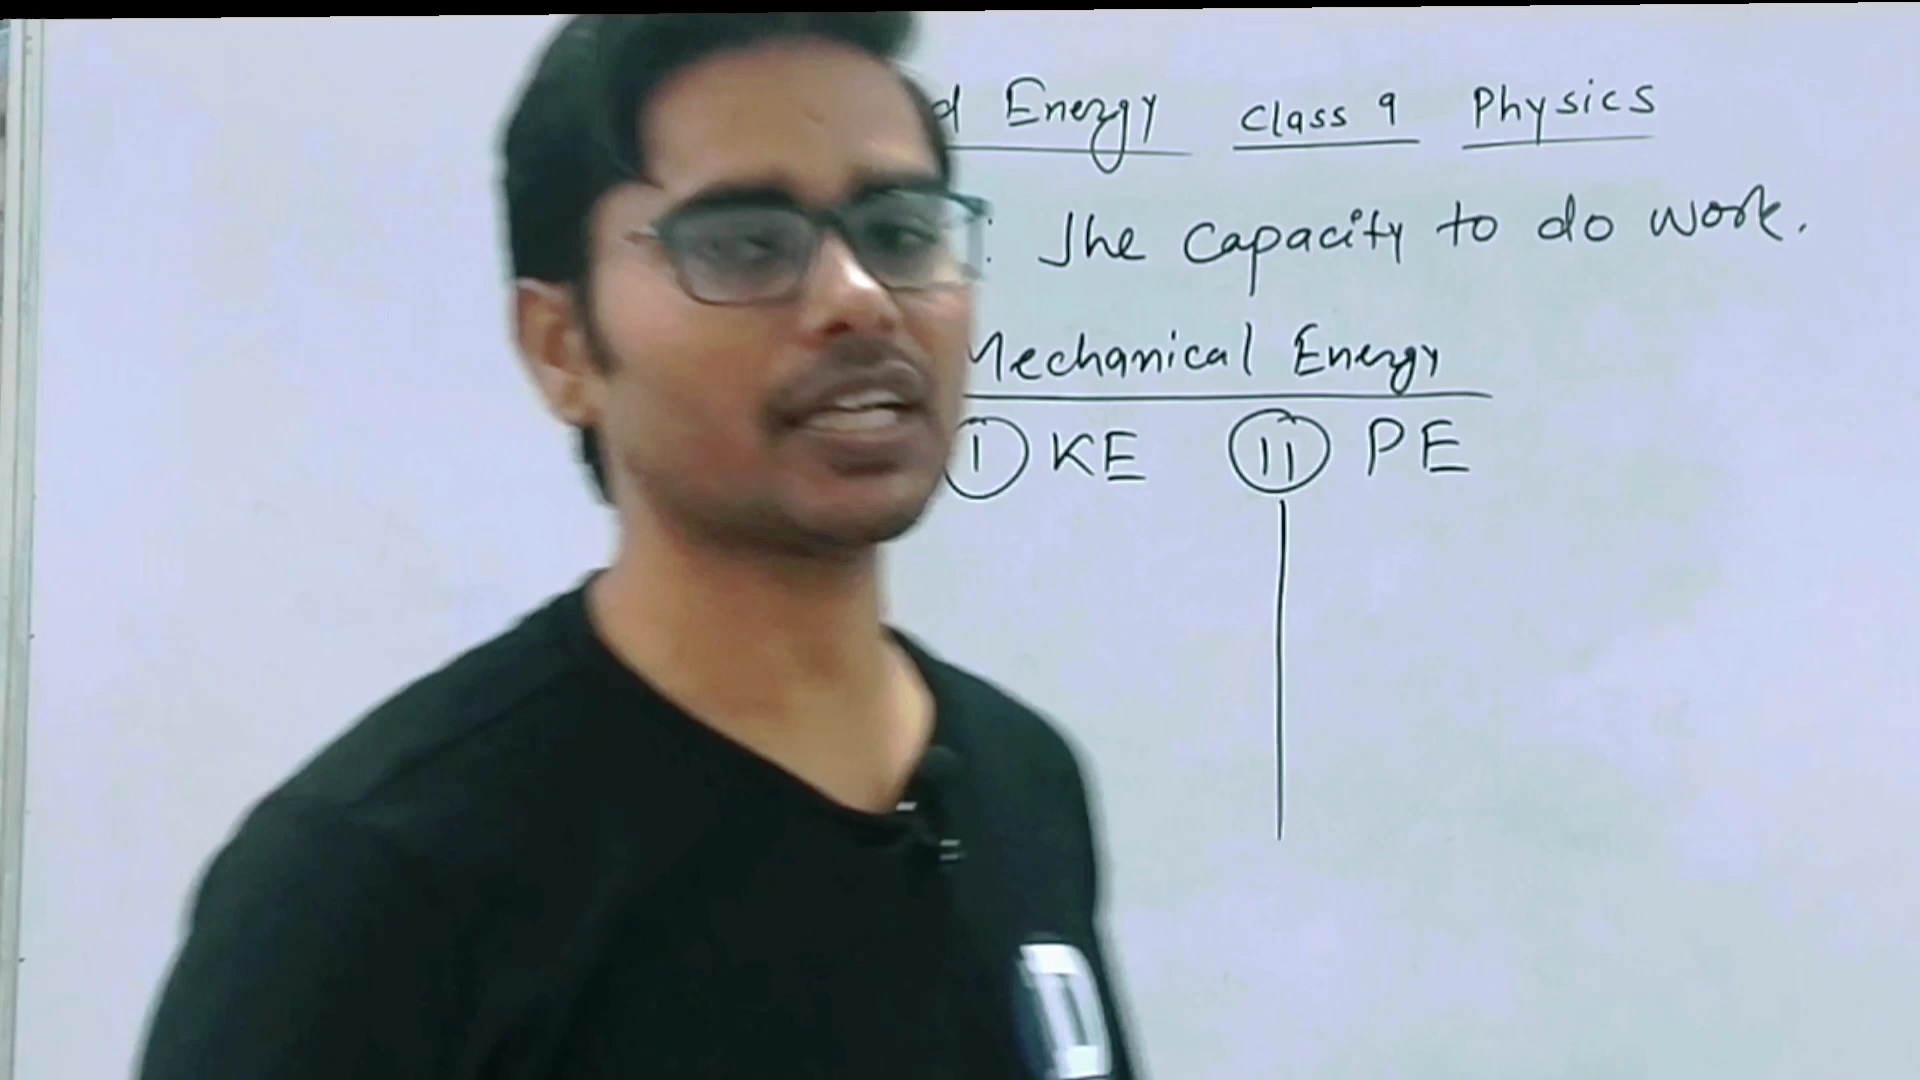 Energy Class 9 Physics
: The Capacity to do work.
Mechanical Energy
I KE II PE